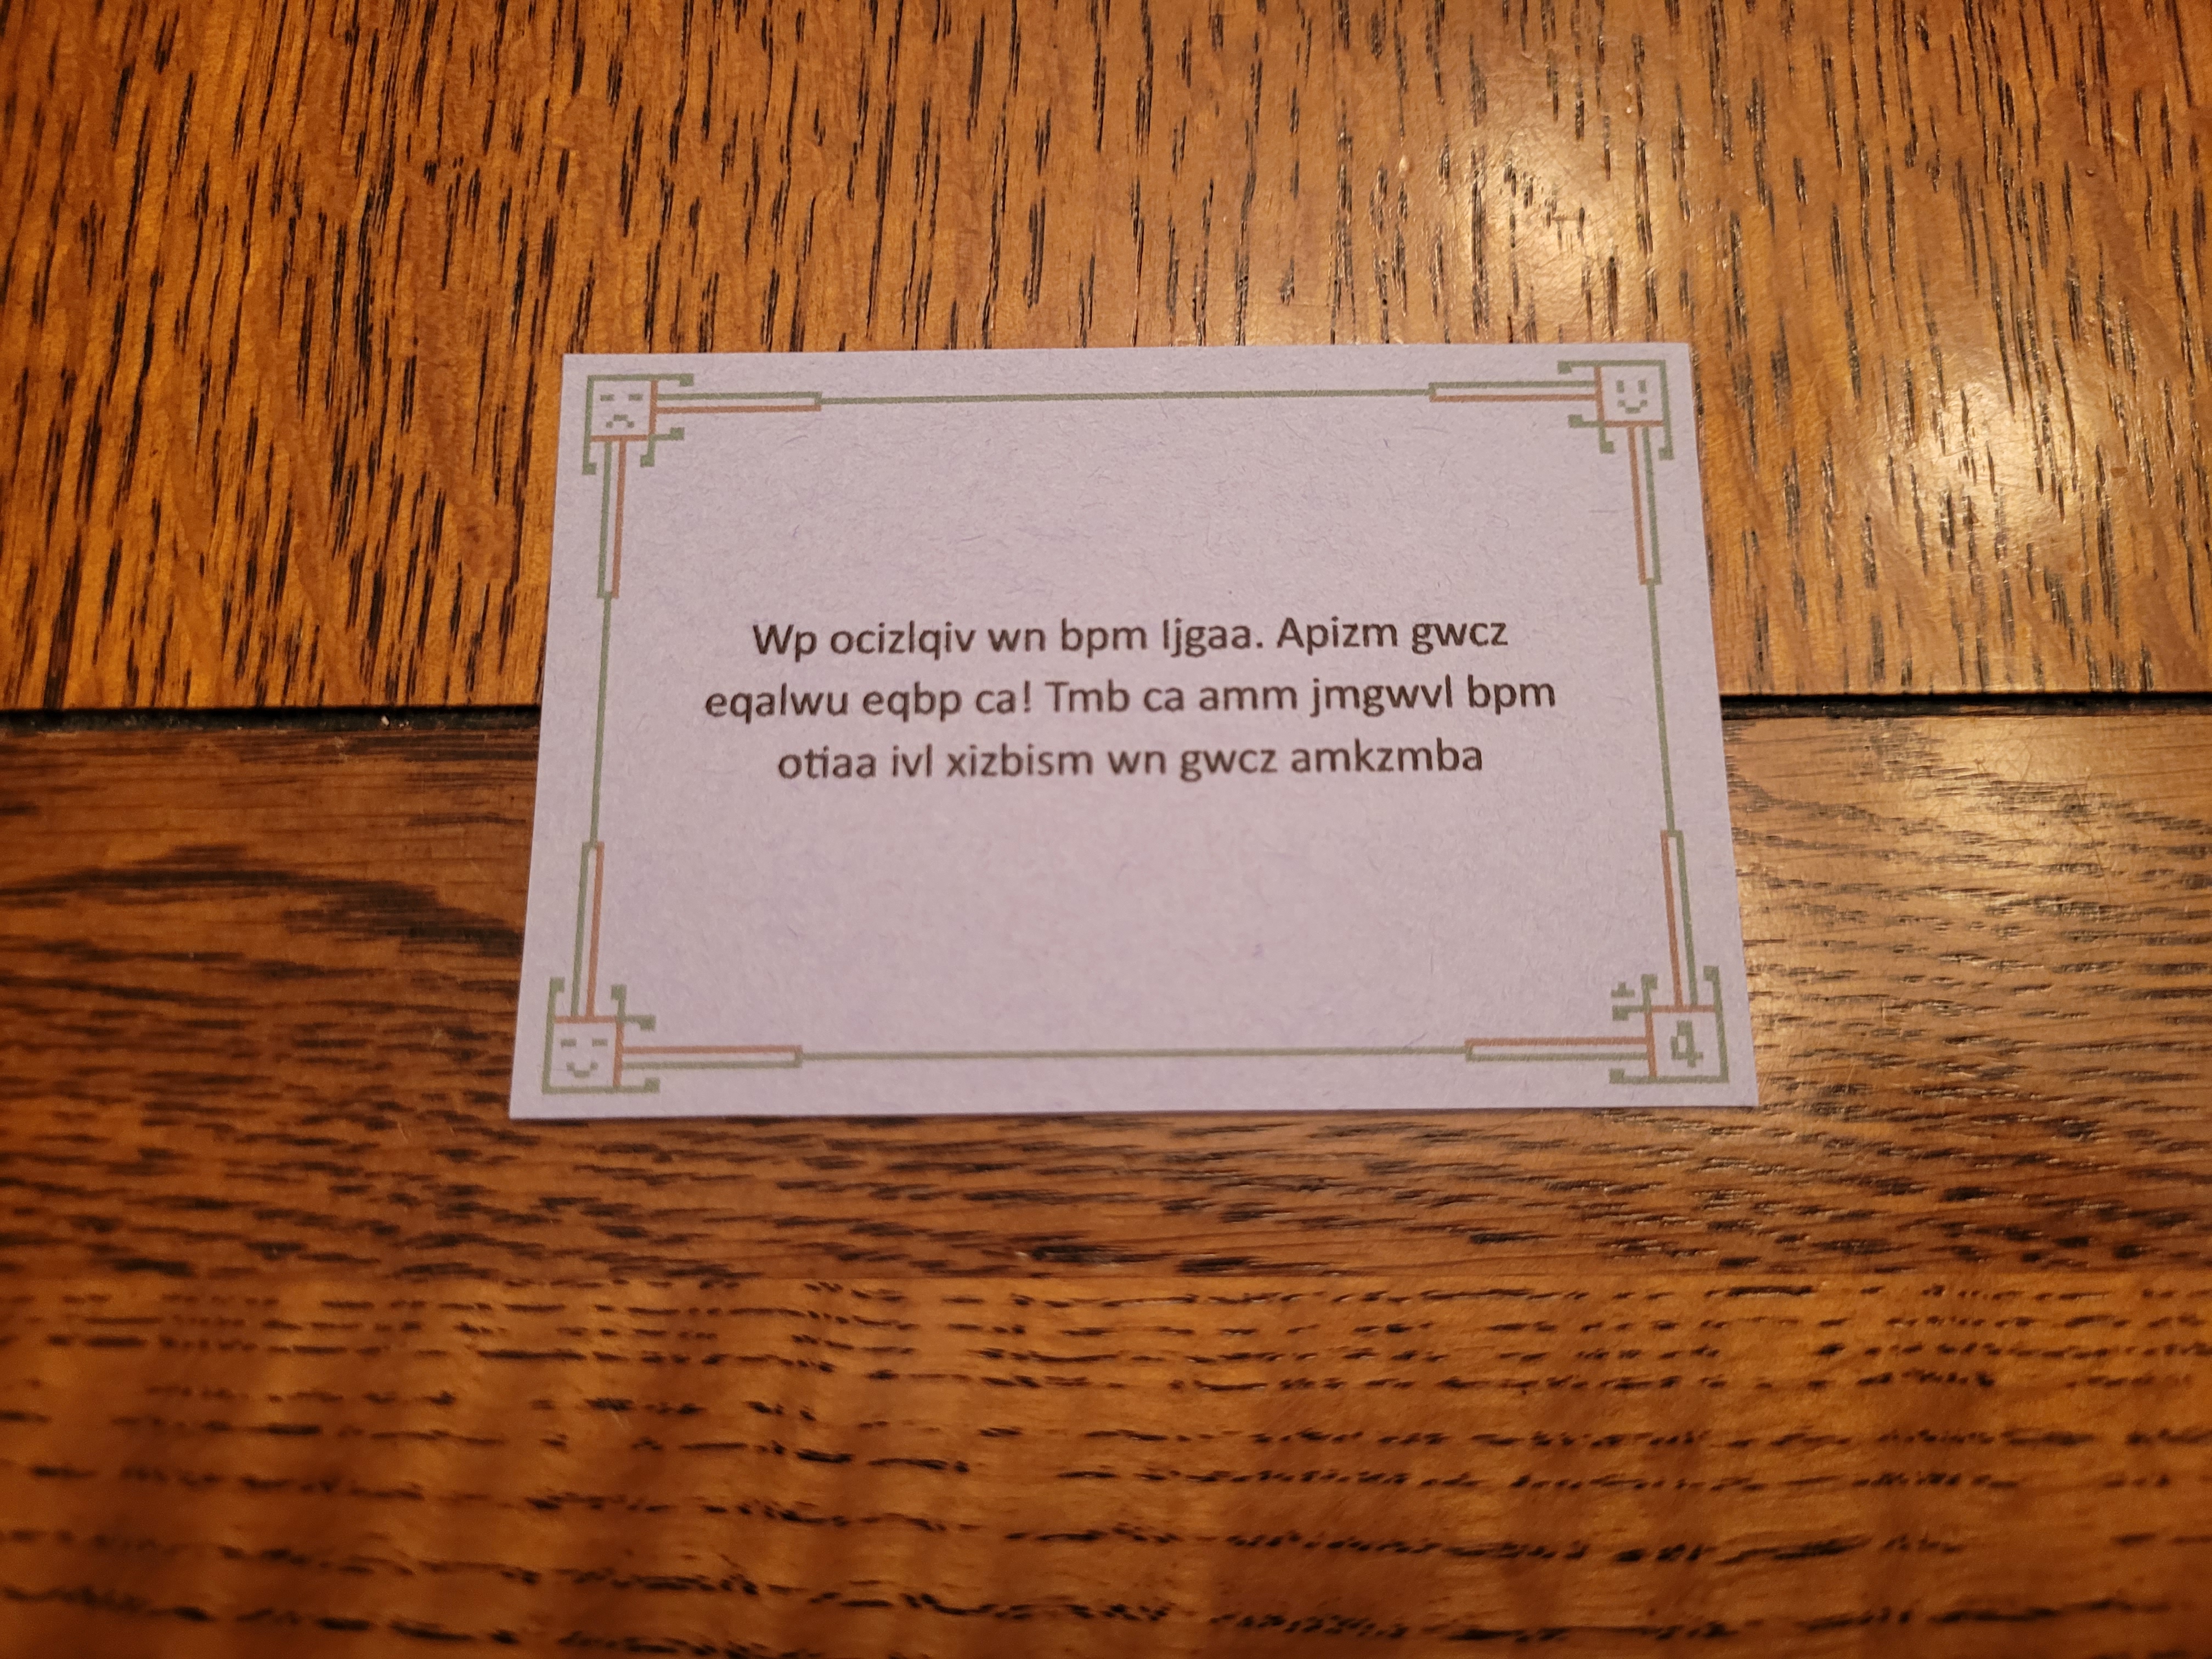 Wp ocizlqiv wn bpm ljgaa. Apizm gwcz
eqalwu eqbp ca! Tmb ca amm jmgwvl bpm
otiaa ivl xizbism wn gwcz amkzmba
4